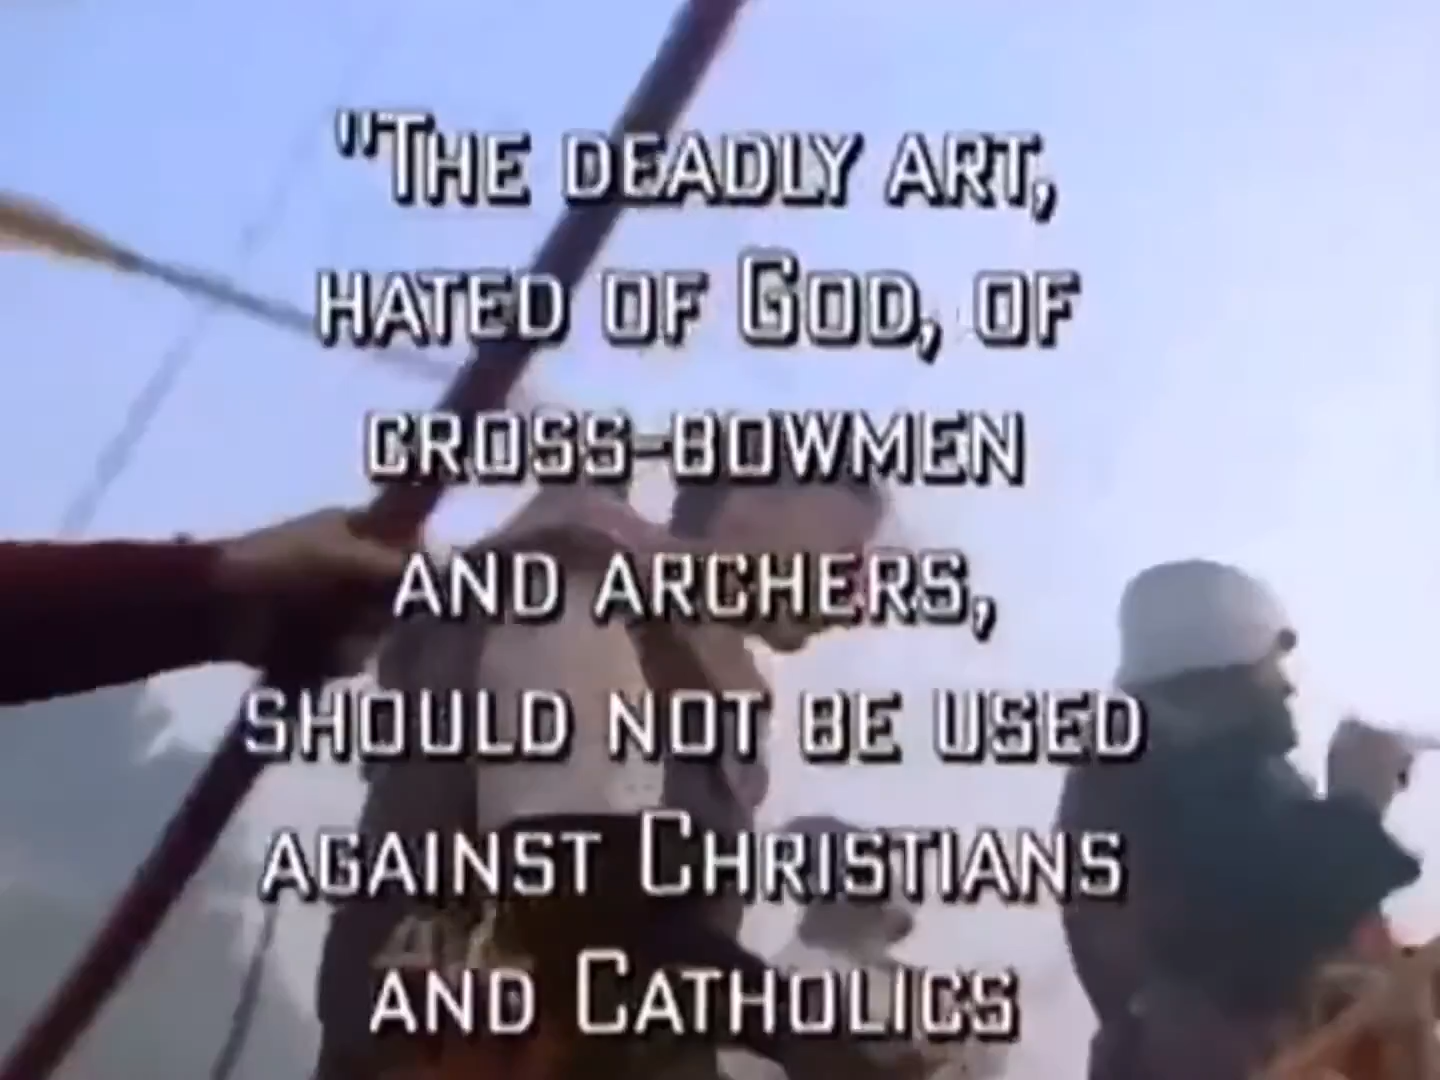 "The deadly art,
hated of God, of
cross-bowmen
and archers,
should not be used
against Christians
and Catholics